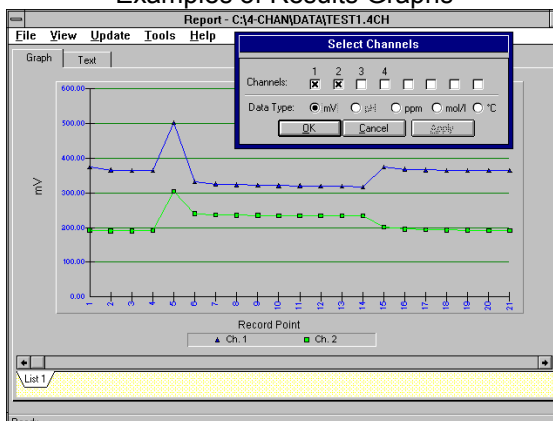 Examples of Results Graphs
Report - C:\4-CHAN\DATA\TEST1.4CH
File View Update Tools Help
Select Channels
1 2 3 4
Channels:
Data Type: mV pH ppm mol/l °C
OK Cancel Apply
Graph Text
600.00
500.00
400.00
300.00
200.00
100.00
0.00
mV
1 2 3 4 5 6 7 8 9 10 11 12 13 14 15 16 17 18 19 20 21
Record Point
Ch. 1 Ch. 2
List 1
Ready